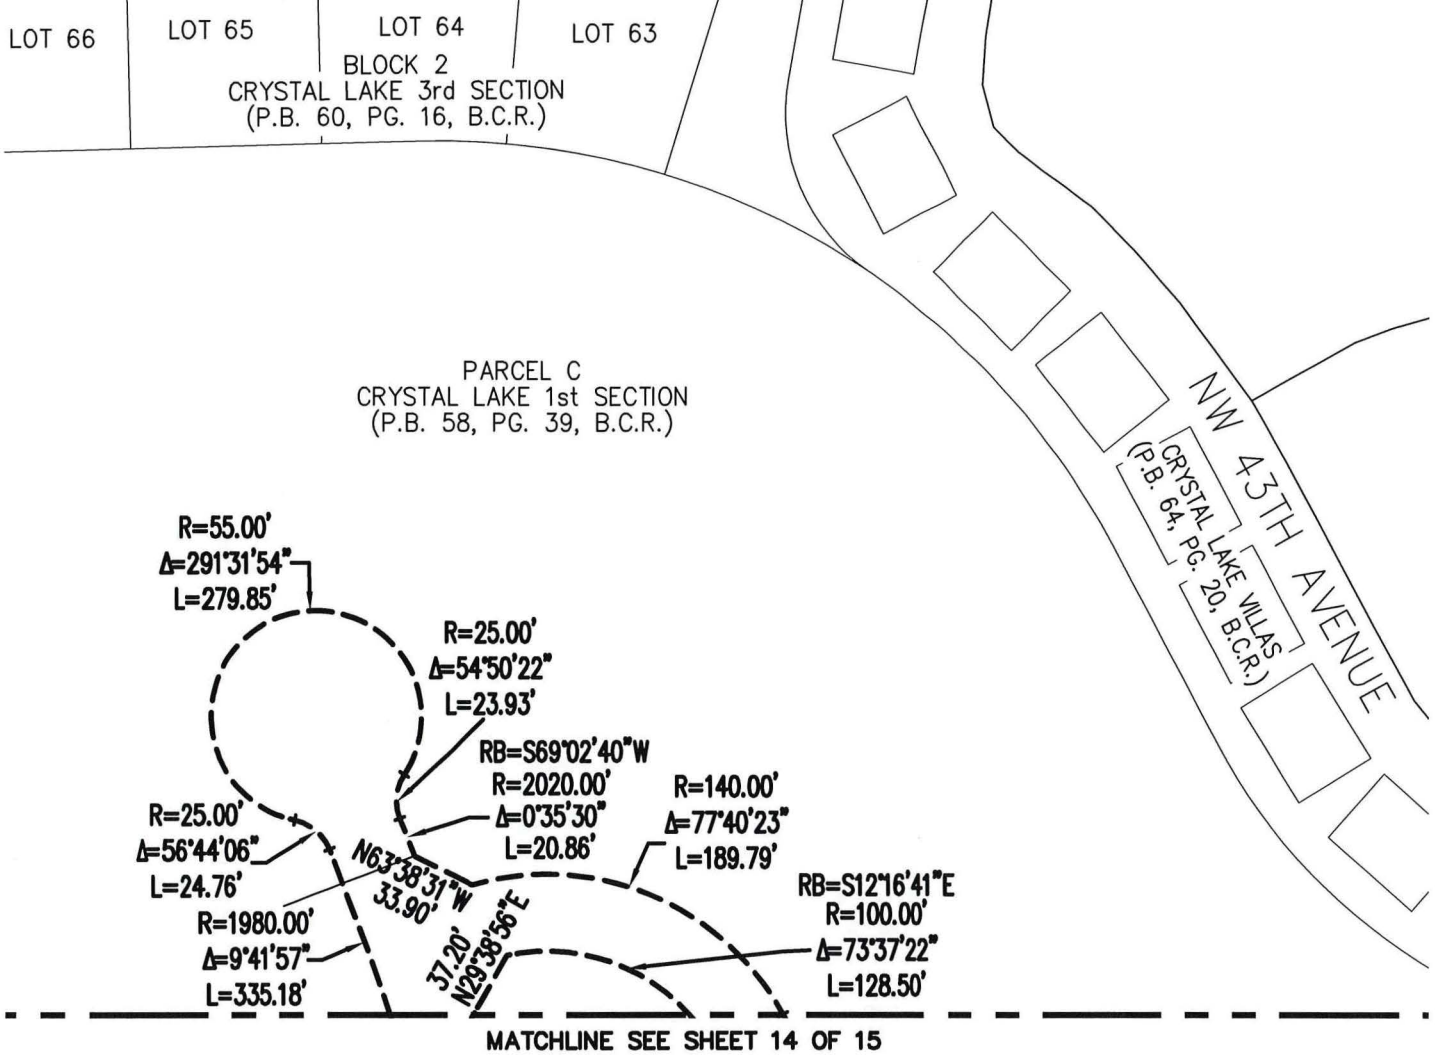 LOT 66
LOT 65
LOT 64
LOT 63
BLOCK 2
CRYSTAL LAKE 3rd SECTION
(P.B. 60, PG. 16, B.C.R.)
PARCEL C
CRYSTAL LAKE 1st SECTION
(P.B. 58, PG. 39, B.C.R.)
NW 43TH AVENUE
CRYSTAL LAKE VILLAS
(P.B. 64, PG. 20, B.C.R.)
R=55.00'
Δ=291°31'54"
L=279.85'
R=25.00'
Δ=54°50'22"
L=23.93'
RB=S69°02'40"W
R=2020.00'
Δ=0°35'30"
L=20.86'
R=140.00'
Δ=77°40'23"
L=189.79'
R=25.00'
Δ=56°44'06"
L=24.76'
N63°38'31"W
33.90'
RB=S12°16'41"E
R=100.00'
Δ=73°37'22"
L=128.50'
R=1980.00'
Δ=9°41'57"
L=335.18'
37.20'
N29°38'56"E
MATCHLINE SEE SHEET 14 OF 15